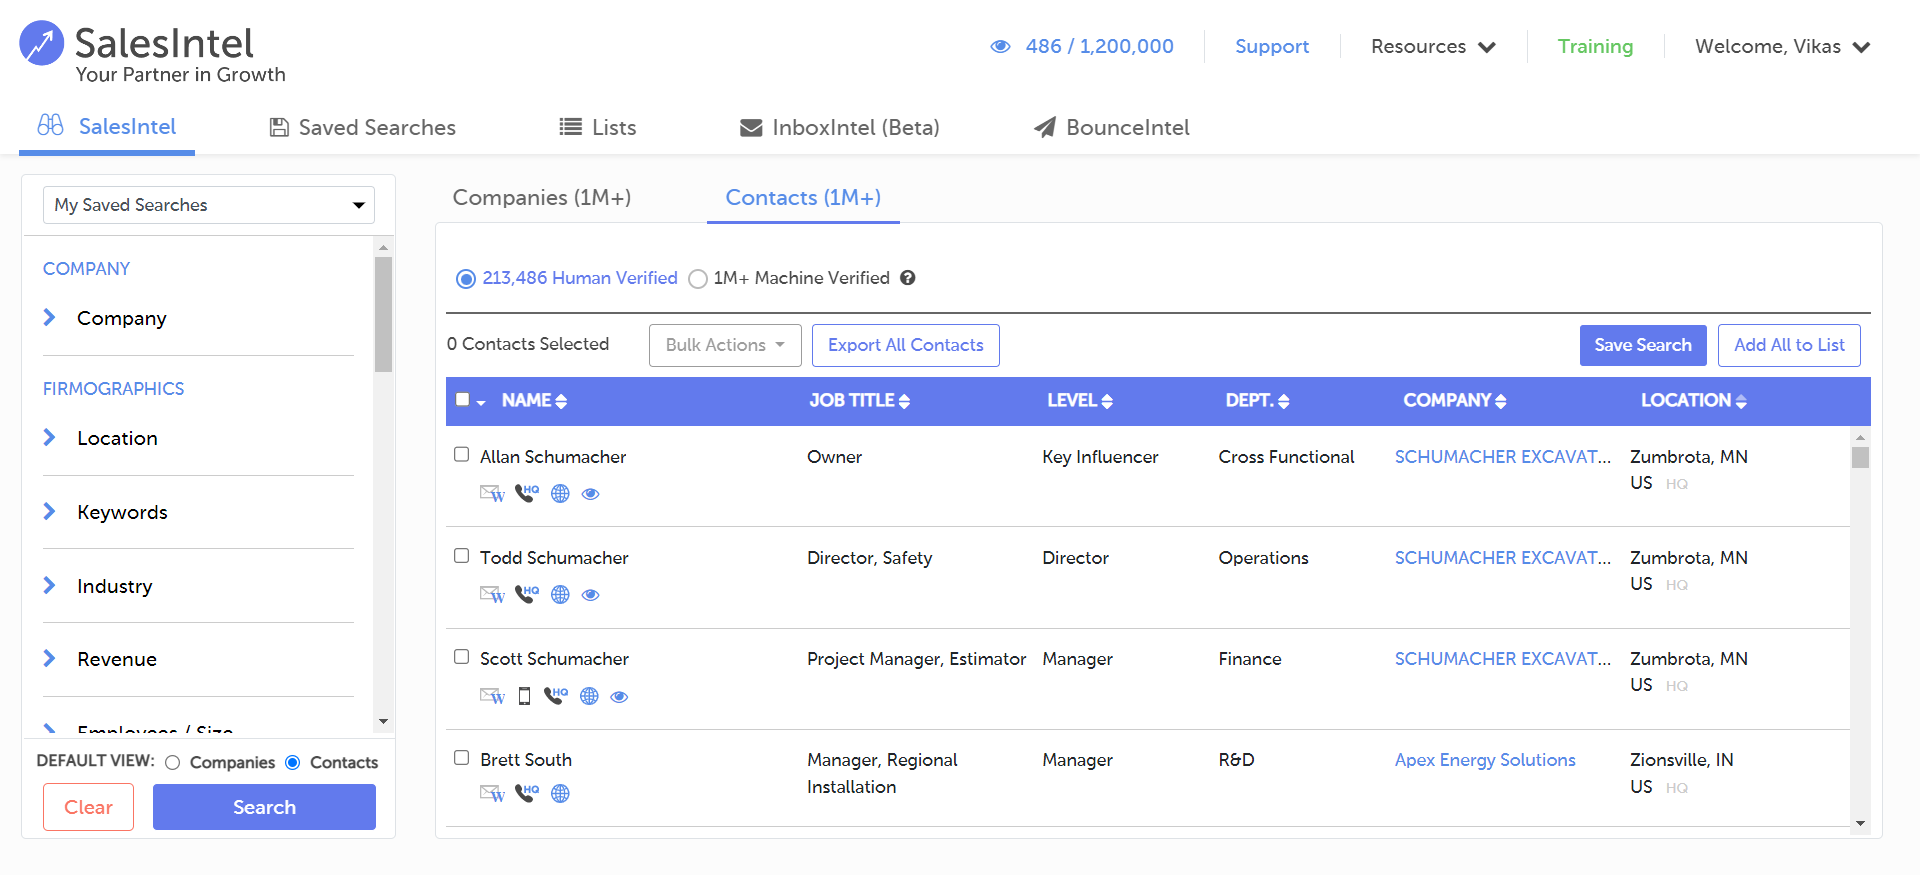 SalesIntel
Your Partner in Growth
486 / 1,200,000
Support
Resources
Training
Welcome, Vikas
SalesIntel
Saved Searches
Lists
InboxIntel (Beta)
BounceIntel
My Saved Searches
COMPANY
Company
FIRMOGRAPHICS
Location
Keywords
Industry
Revenue
Employees / Size
DEFAULT VIEW: Companies Contacts
Clear Search
Companies (1M+) Contacts (1M+)
213,486 Human Verified 1M+ Machine Verified ?
0 Contacts Selected Bulk Actions Export All Contacts Save Search Add All to List
NAME JOB TITLE LEVEL DEPT. COMPANY LOCATION
Allan Schumacher Owner Key Influencer Cross Functional SCHUMACHER EXCAVAT... Zumbrota, MN
W HQ US HQ
Todd Schumacher Director, Safety Director Operations SCHUMACHER EXCAVAT... Zumbrota, MN
W HQ US HQ
Scott Schumacher Project Manager, Estimator Manager Finance SCHUMACHER EXCAVAT... Zumbrota, MN
W HQ US HQ
Brett South Manager, Regional Manager R&D Apex Energy Solutions Zionsville, IN
W HQ Installation US HQ